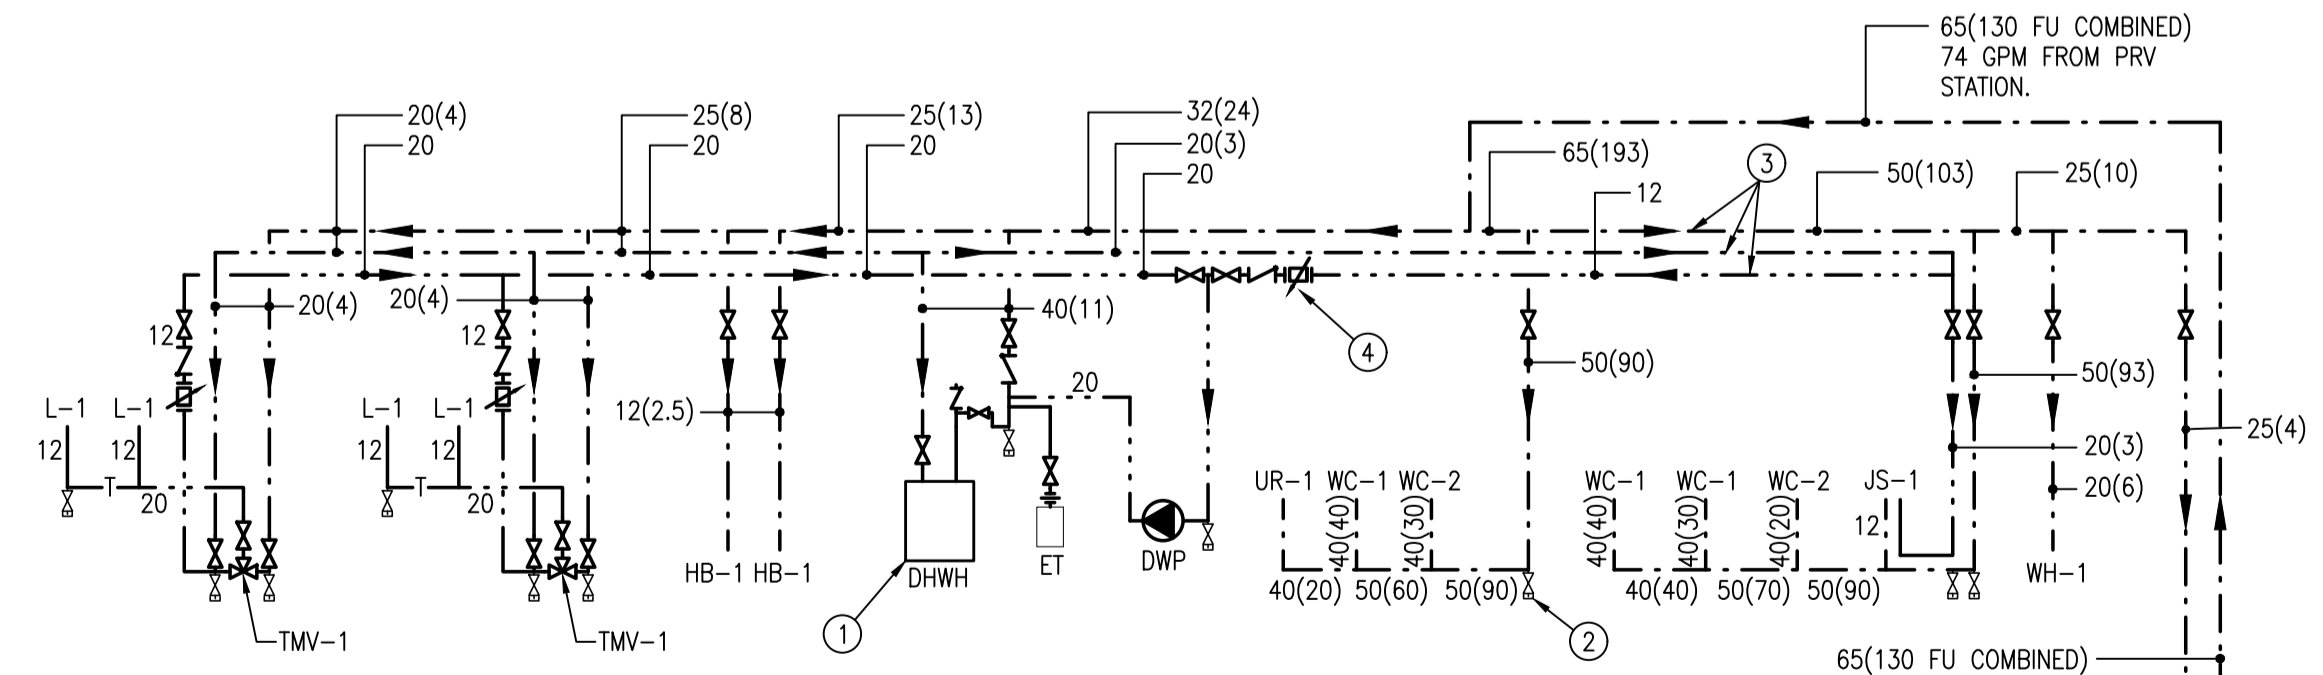 65(130 FU COMBINED)
74 GPM FROM PRV
STATION.
20(4)
20
25(8)
20
25(13)
20
32(24)
20(3)
20
65(193)
12
3
50(103)
25(10)
20(4)
20(4)
40(11)
4
50(90)
12
12
12(2.5)
20
50(93)
25(4)
20(3)
20(6)
L-1
L-1
12
12
T
20
L-1
L-1
12
12
T
20
HB-1
HB-1
DHWH
ET
DWP
UR-1
WC-1
WC-2
40(40)
40(30)
40(20)
50(60)
50(90)
WC-1
WC-1
WC-2
JS-1
40(40)
40(30)
40(20)
12
40(40)
50(70)
50(90)
WH-1
TMV-1
TMV-1
1
2
65(130 FU COMBINED)